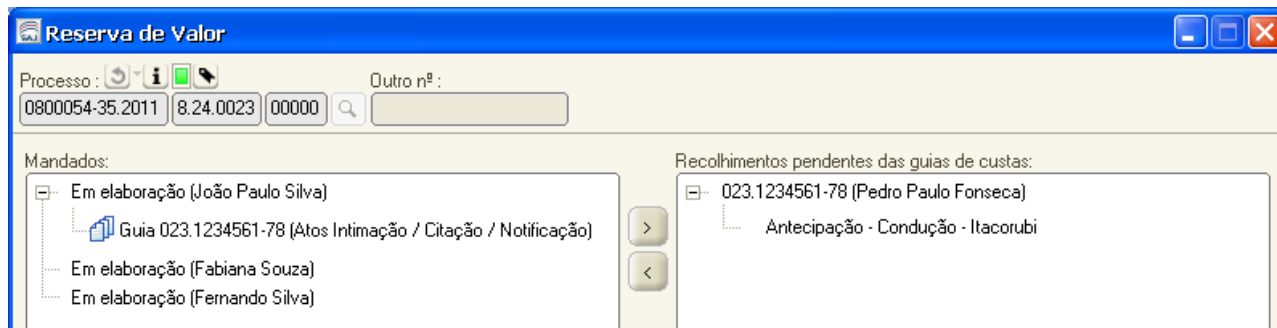 Reserva de Valor
Processo :
Outro nº :
0800054-35.2011 8.24.0023 00000
Mandados:
Em elaboração (João Paulo Silva)
Guia 023.1234561-78 (Atos Intimação / Citação / Notificação)
Em elaboração (Fabiana Souza)
Em elaboração (Fernando Silva)
>
<
Recolhimentos pendentes das guias de custas:
023.1234561-78 (Pedro Paulo Fonseca)
Antecipação - Condução - Itacorubi